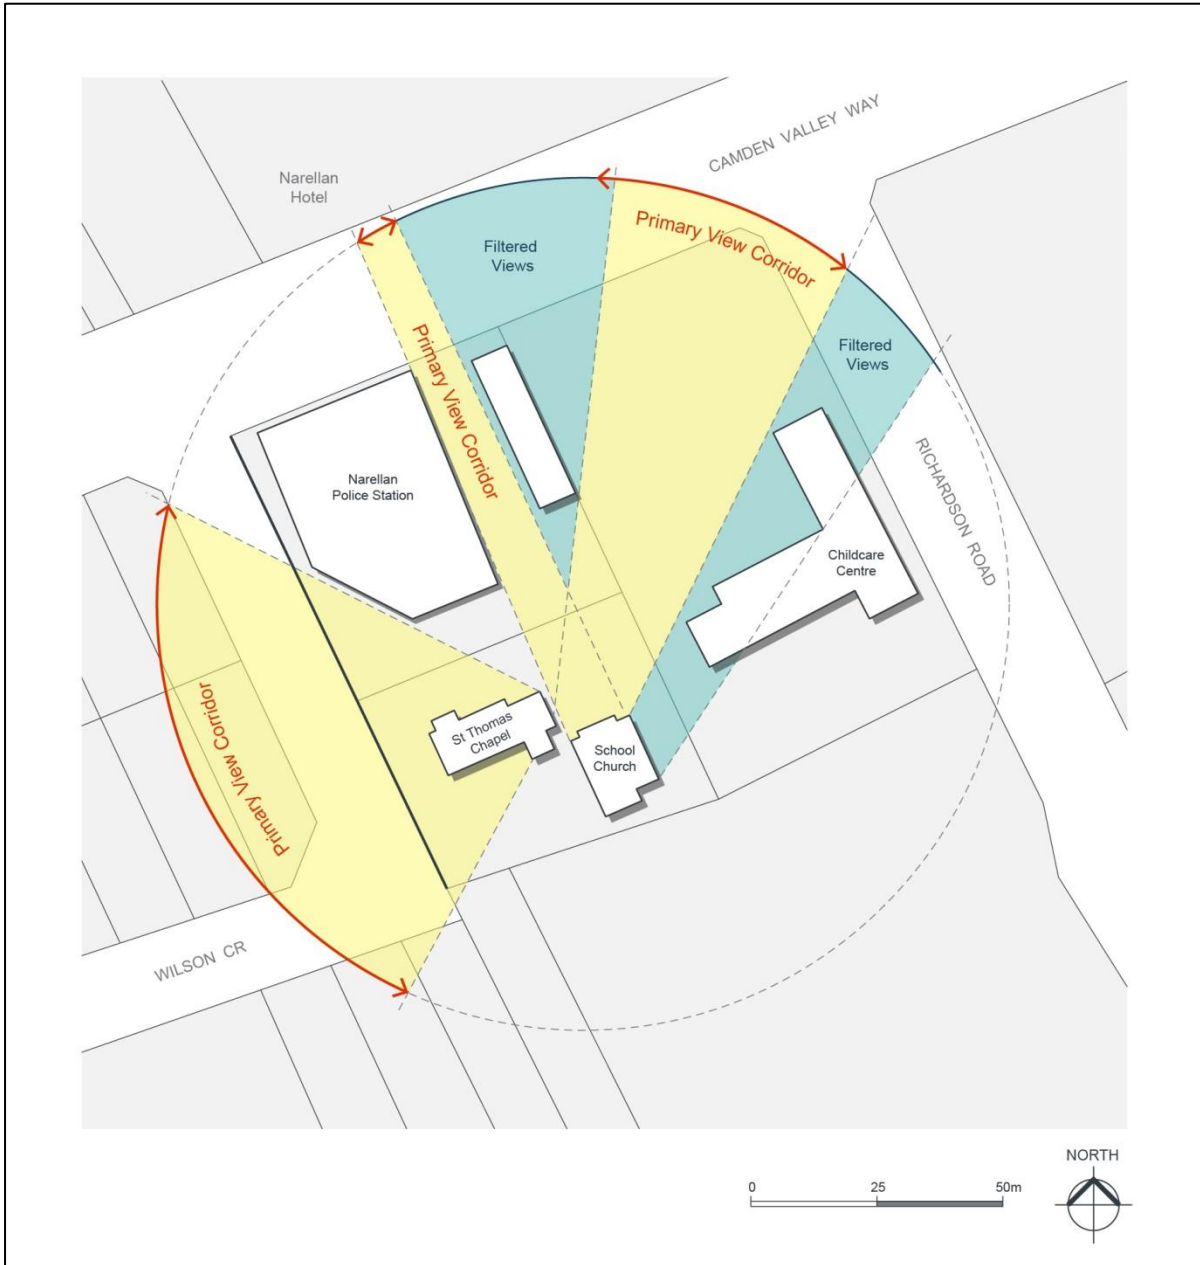 CAMDEN VALLEY WAY
Narellan
Hotel
Primary View Corridor
Filtered
Views
Filtered
Views
Primary View Corridor
RICHARDSON ROAD
Narellan
Police Station
Childcare
Centre
St Thomas
Chapel
School
Church
Primary View Corridor
WILSON CR
NORTH
0
25
50m